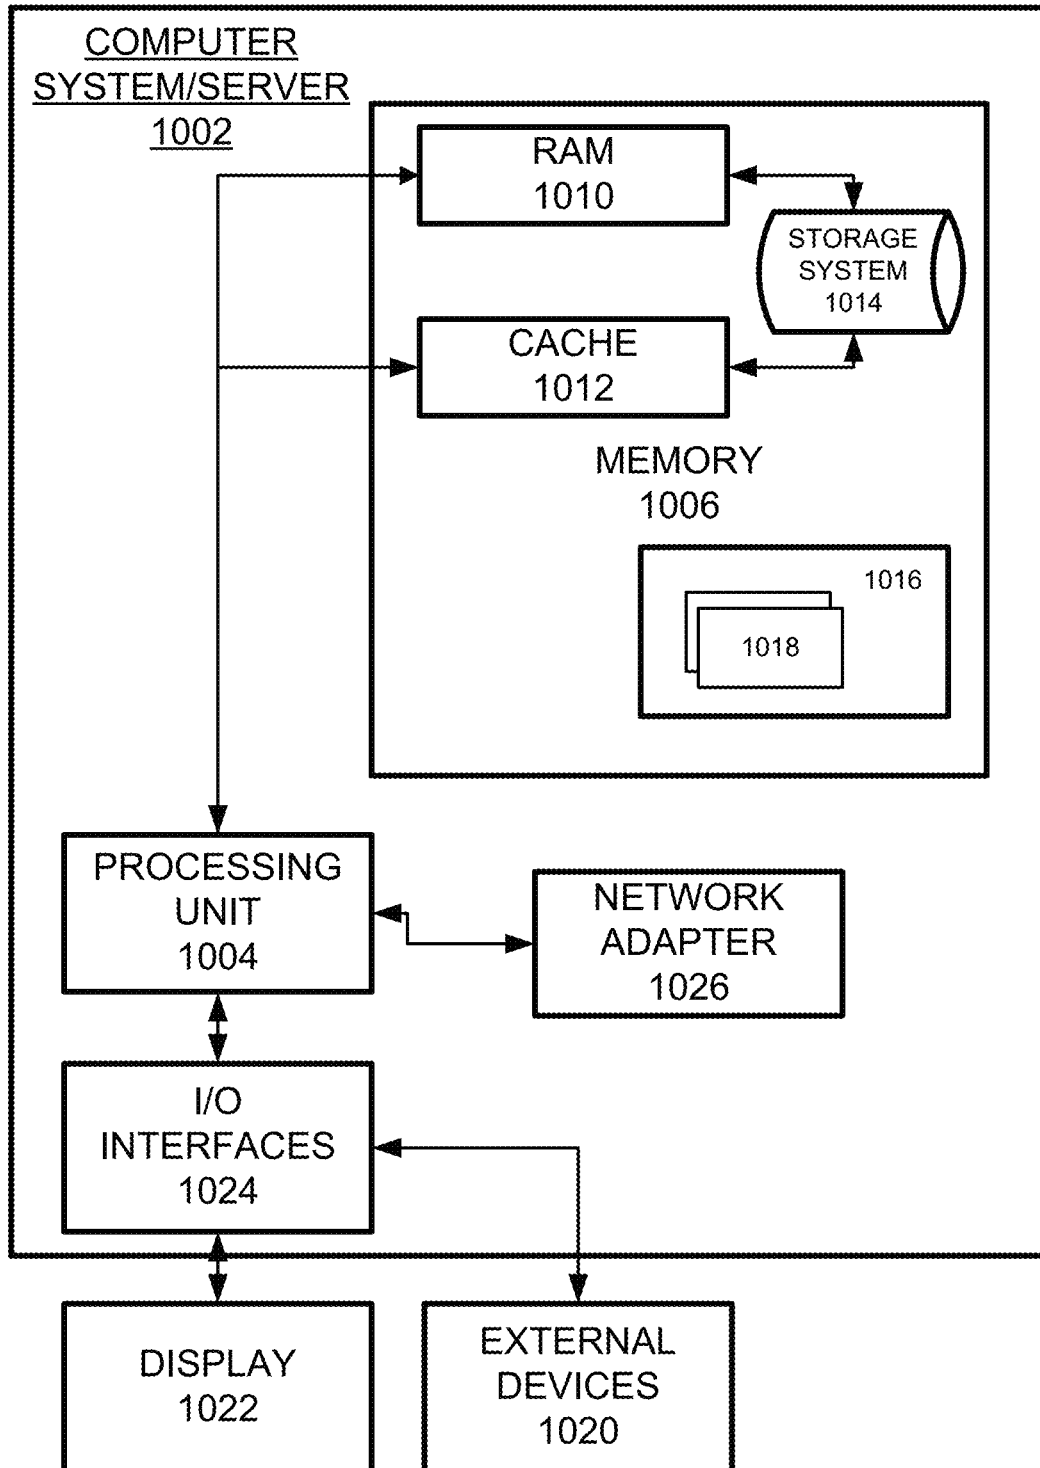 COMPUTER
SYSTEM/SERVER
1002
RAM
1010
STORAGE
SYSTEM
1014
CACHE
1012
MEMORY
1006
1016
1018
PROCESSING
UNIT
1004
NETWORK
ADAPTER
1026
I/O
INTERFACES
1024
DISPLAY
1022
EXTERNAL
DEVICES
1020